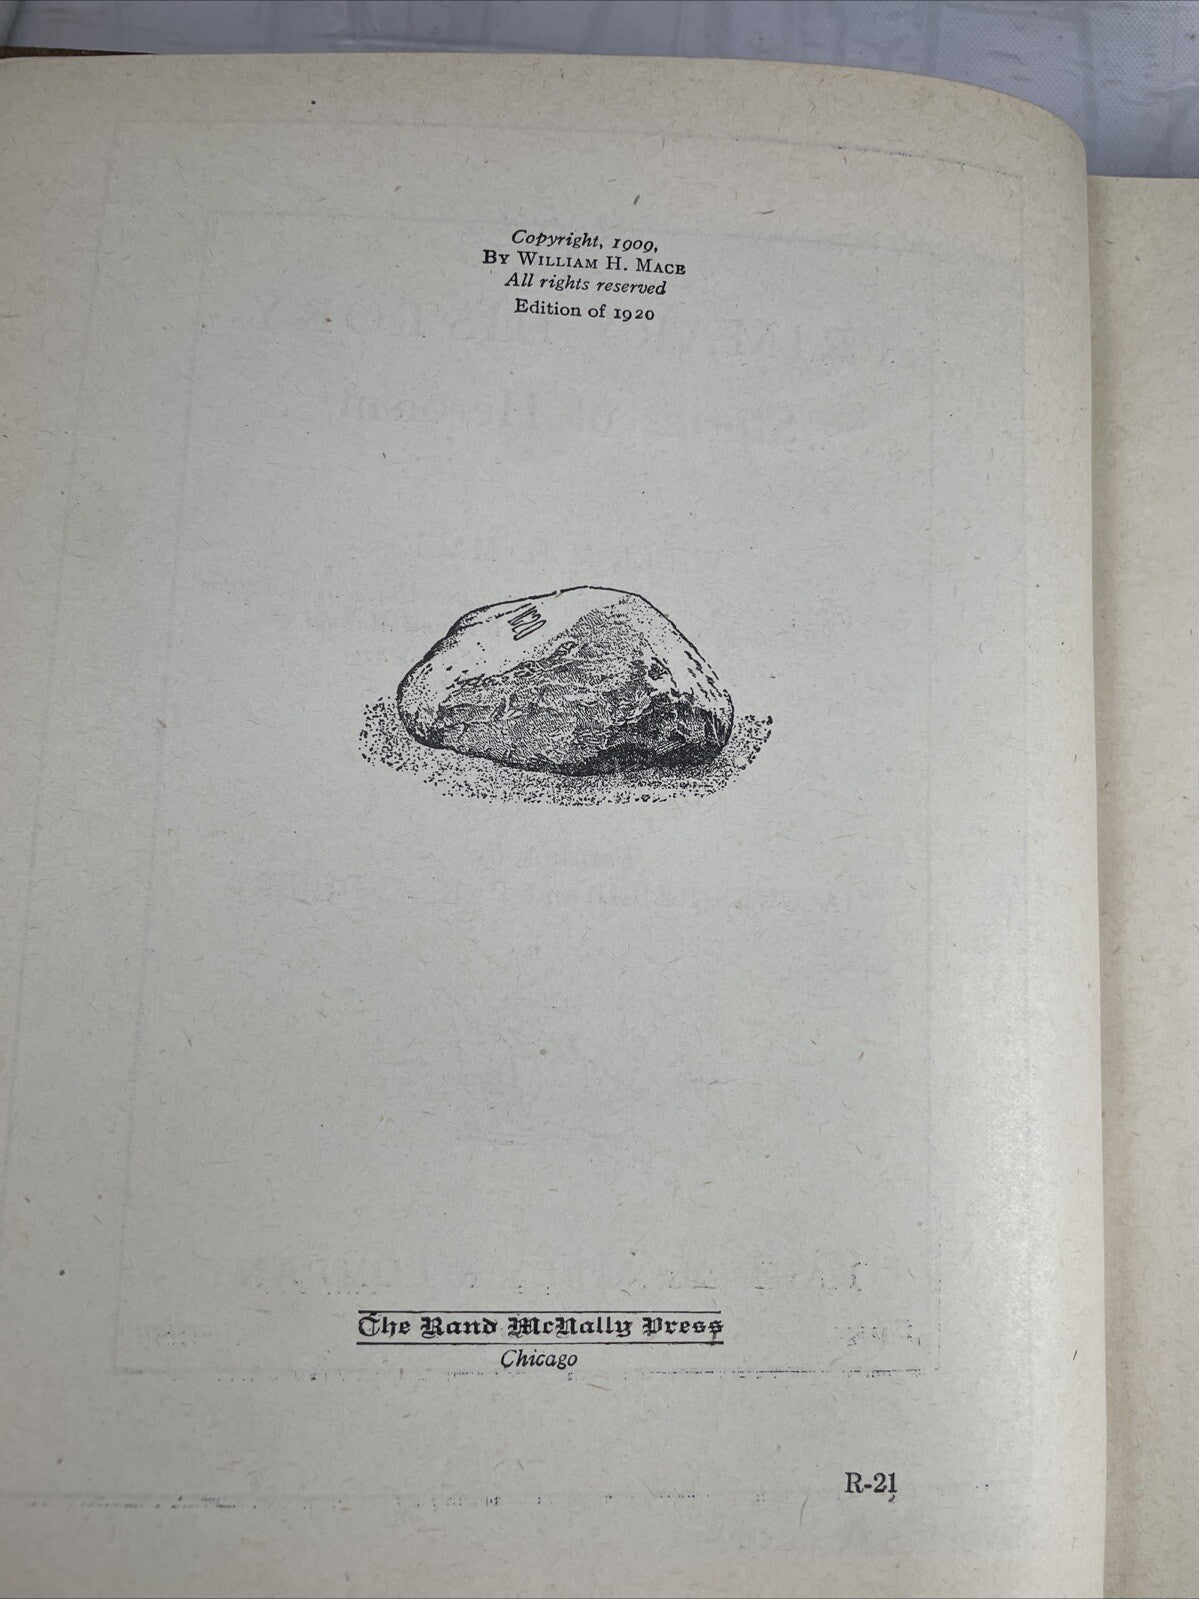 Copyright, 1909,
By William H. Mace
All rights reserved
Edition of 1920
1620
The Rand McNally Press
Chicago
R-21